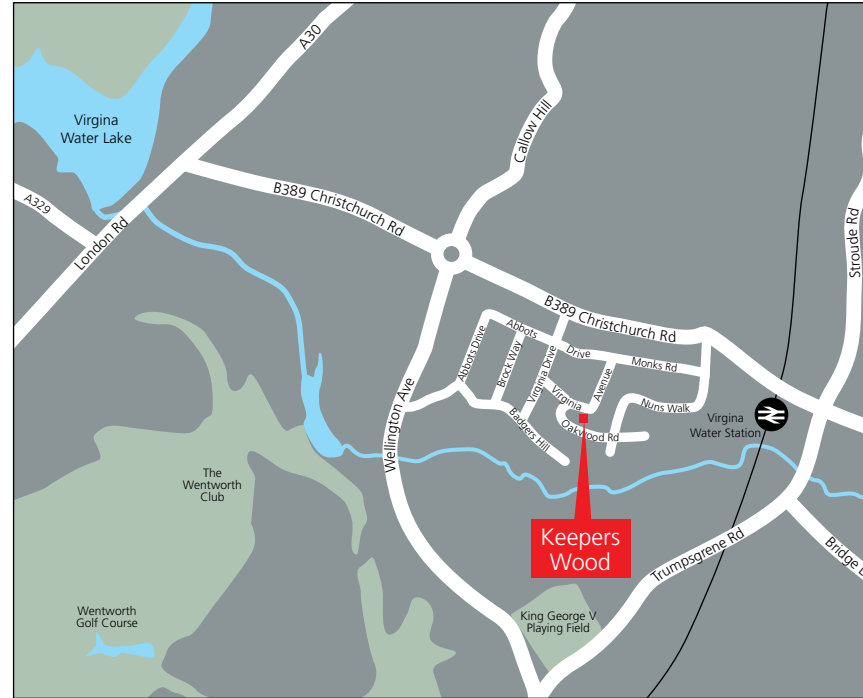 A30
Virgina
Water Lake
Callow Hill
A329
London Rd
B389 Christchurch Rd
Stroude Rd
B389 Christchurch Rd
Abbots
Drive
Abbots Drive
Brock Way
Virginia Drive
Monks Rd
Virginia
Avenue
Nuns Walk
Badgers Hill
Oakwood Rd
Virgina
Water Station
Wellington Ave
The
Wentworth
Club
Keepers
Wood
Trumpsgrene Rd
Bridge
Wentworth
Golf Course
King George V
Playing Field